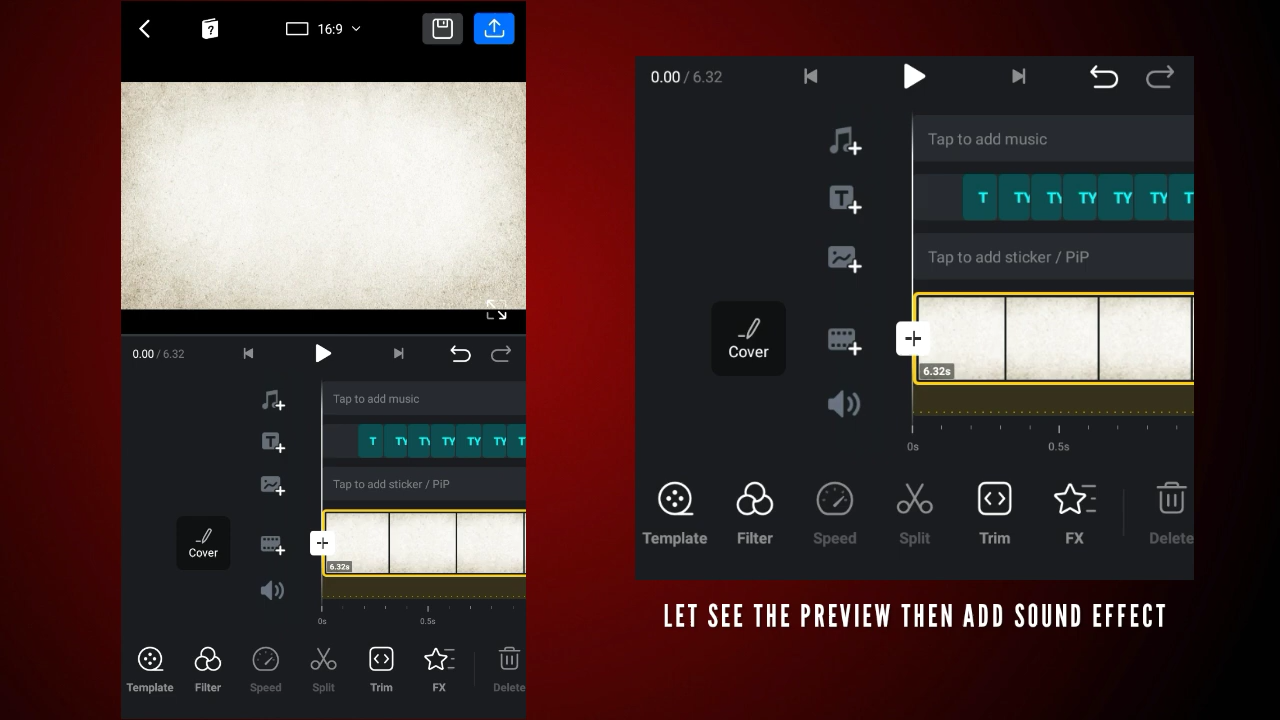 ?
16:9
0.00 / 6.32
Tap to add music
T TY TY TY TY TY T
Tap to add sticker / PiP
Cover
6.32s
0s 0.5s
Template Filter Speed Split Trim FX Delete
0.00 / 6.32
Tap to add music
T TY TY TY TY TY T
Tap to add sticker / PiP
Cover
6.32s
0s 0.5s
Template Filter Speed Split Trim FX Delete
LET SEE THE PREVIEW THEN ADD SOUND EFFECT